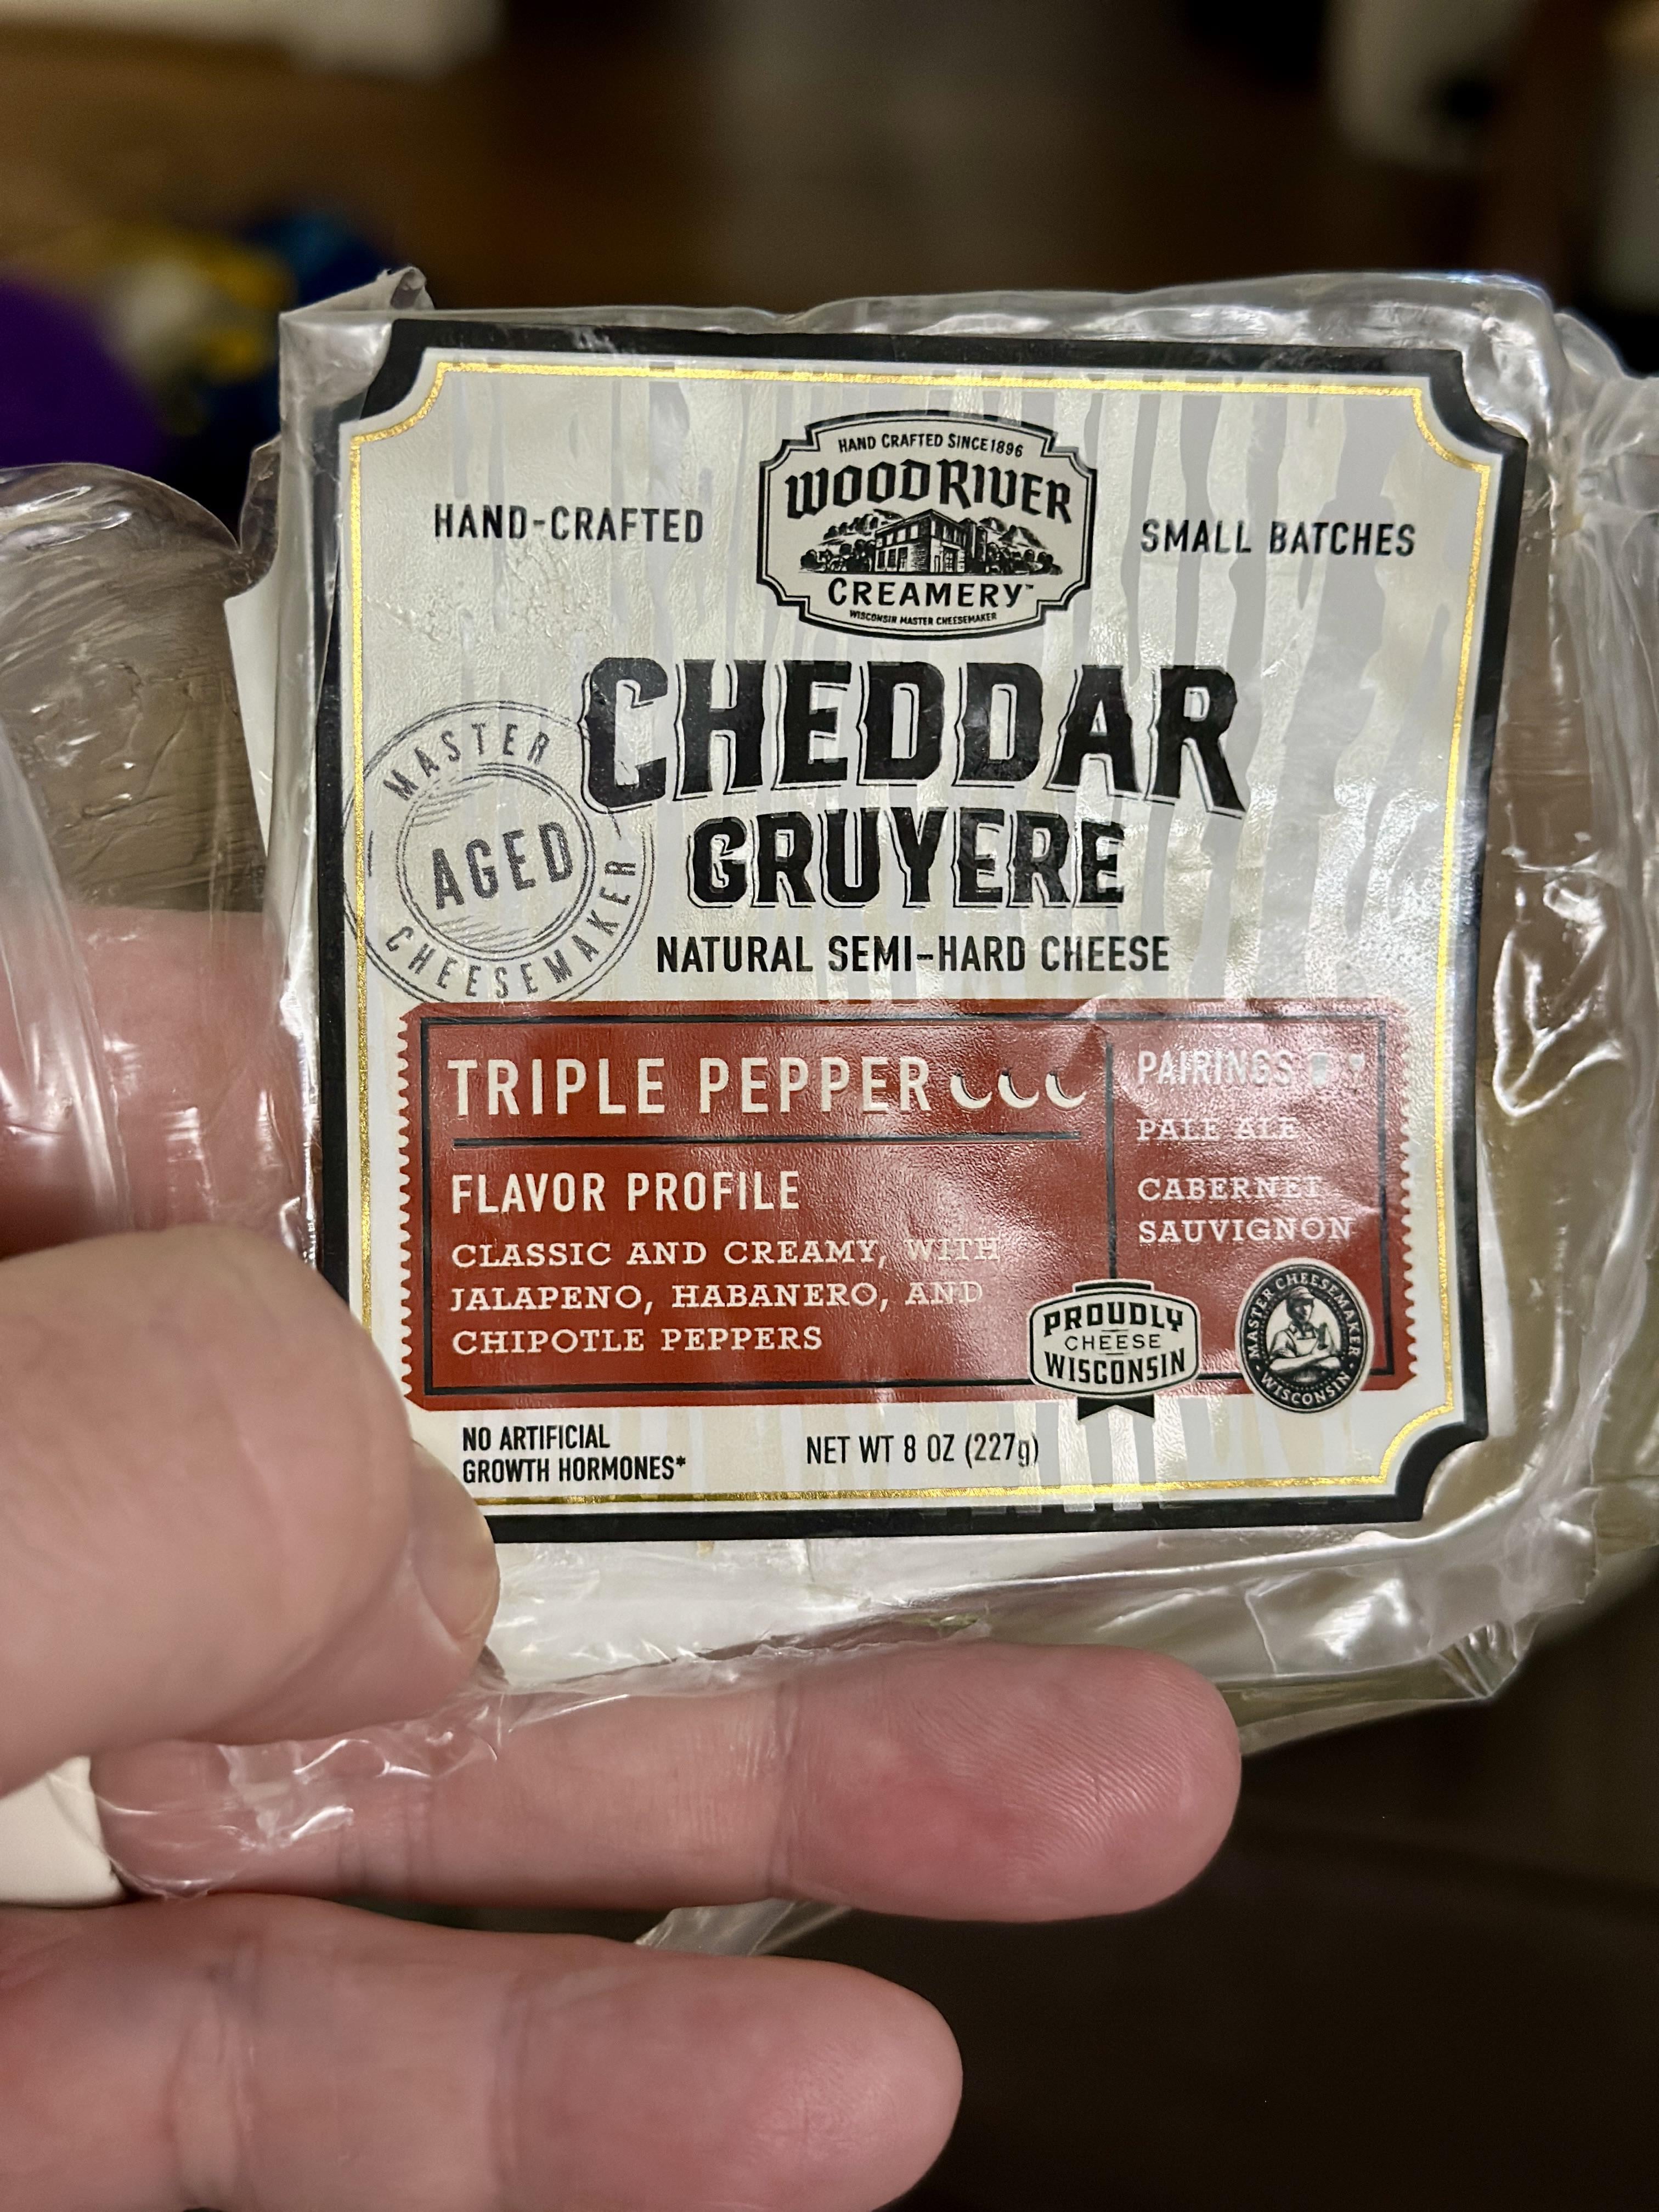 HAND CRAFTED SINCE 1896
WOOD RIVER
CREAMERY™
WISCONSIN MASTER CHEESEMAKER
HAND-CRAFTED
SMALL BATCHES
CHEDDAR
GRUYERE
NATURAL SEMI-HARD CHEESE
MASTER
AGED
CHEESEMAKER
TRIPLE PEPPER
FLAVOR PROFILE
CLASSIC AND CREAMY, WITH
JALAPENO, HABANERO, AND
CHIPOTLE PEPPERS
PAIRINGS
PALE ALE
CABERNET
SAUVIGNON
PROUDLY
CHEESE
WISCONSIN
MASTER CHEESEMAKER
WISCONSIN
NO ARTIFICIAL
GROWTH HORMONES*
NET WT 8 OZ (227g)